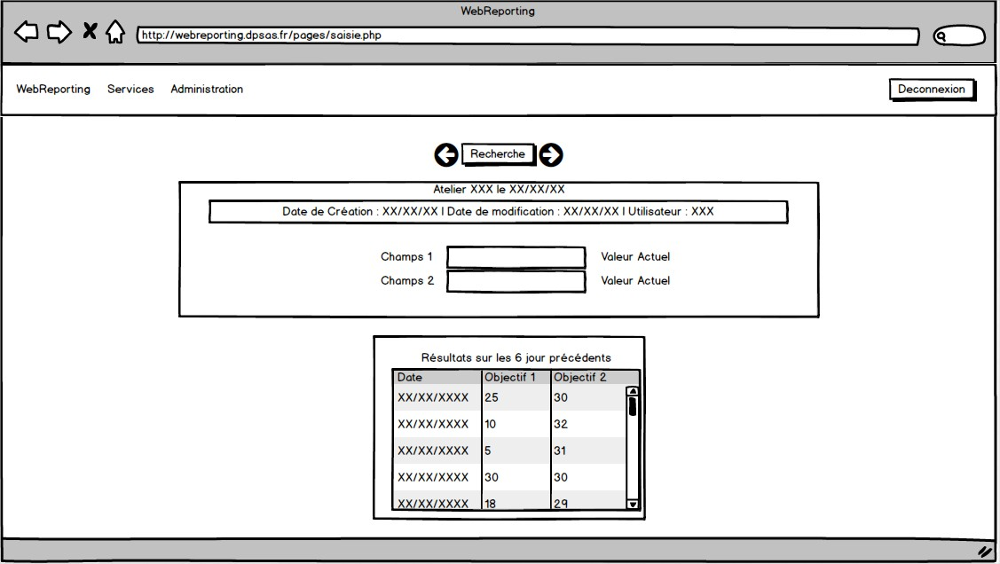 WebReporting
http://webreporting.dpsas.fr/pages/saisie.php
WebReporting Services Administration Deconnexion
Recherche
Atelier XXX le XX/XX/XX
Date de Création : XX/XX/XX | Date de modification : XX/XX/XX | Utilisateur : XXX
Champs 1 Valeur Actuel
Champs 2 Valeur Actuel
Résultats sur les 6 jour précédents
Date Objectif 1 Objectif 2
XX/XX/XXXX 25 30
XX/XX/XXXX 10 32
XX/XX/XXXX 5 31
XX/XX/XXXX 30 30
XX/XX/XXXX 18 29